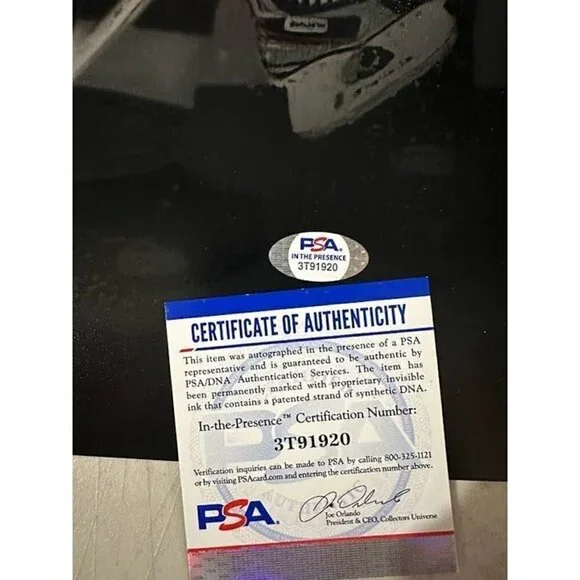 PSA
IN THE PRESENCE
3T91920
CERTIFICATE OF AUTHENTICITY
This item was autographed in the presence of a PSA
representative and is guaranteed to be authentic by
PSA/DNA Authentication Services. The item has
been permanently marked with proprietary invisible
ink that contains a patented strand of synthetic DNA.
In-the-Presence™ Certification Number:
3T91920
Verification inquiries can be made to PSA by calling 800-325-1121
or by visiting PSAcard.com and entering the certification number above.
PSA
Joe Orlando
President & CEO, Collectors Universe